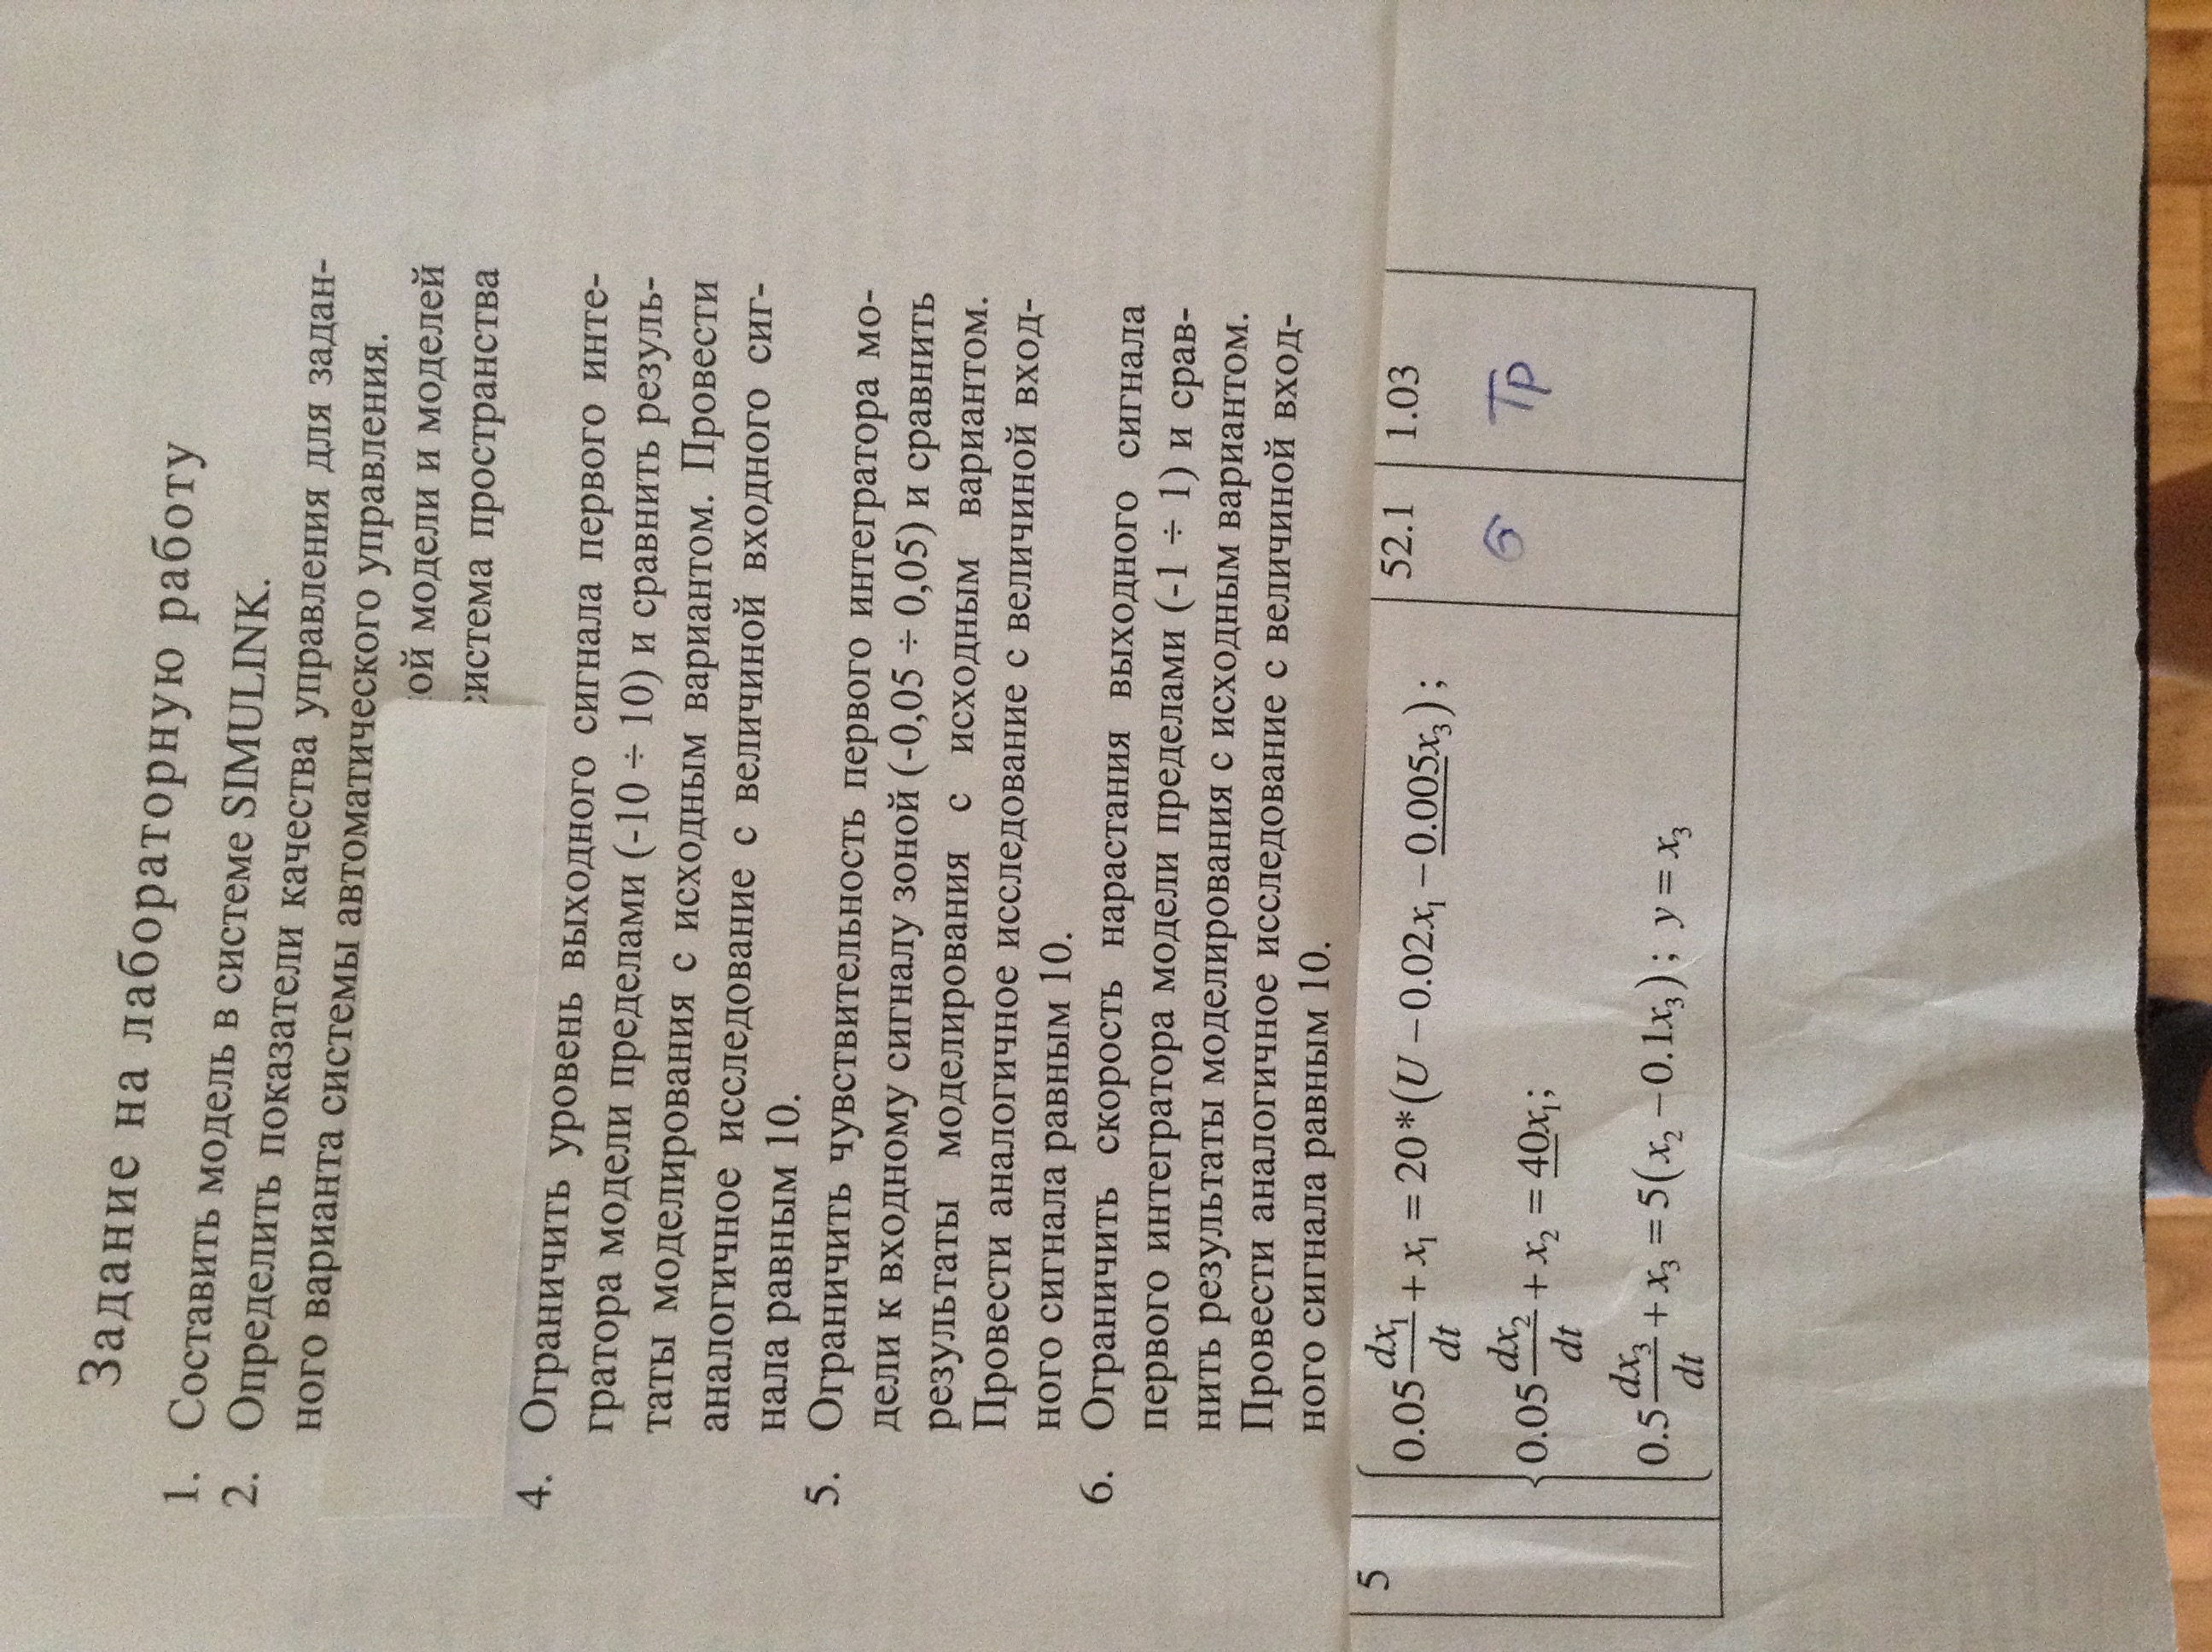 Задание на лабораторную работу
1. Составить модель в системе SIMULINK.
2. Определить показатели качества управления для задан-
ного варианта системы автоматического управления.
ой модели и моделей
система пространства
4. Ограничить уровень выходного сигнала первого инте-
гратора модели пределами (-10 ÷ 10) и сравнить резуль-
таты моделирования с исходным вариантом. Провести
аналогичное исследование с величиной входного сиг-
нала равным 10.
5. Ограничить чувствительность первого интегратора мо-
дели к входному сигналу зоной (-0,05 ÷ 0,05) и сравнить
результаты моделирования с исходным вариантом.
Провести аналогичное исследование с величиной вход-
ного сигнала равным 10.
6. Ограничить скорость нарастания выходного сигнала
первого интегратора модели пределами (-1 ÷ 1) и срав-
нить результаты моделирования с исходным вариантом.
Провести аналогичное исследование с величиной вход-
ного сигнала равным 10.
5 0.05 dx₁/dt + x₁ = 20*(U − 0.02x₁ − 0.005x₃); 52.1 1.03
0.05 dx₂/dt + x₂ = 40x₁; σ Tp
0.5 dx₃/dt + x₃ = 5(x₂ − 0.1x₃); y = x₃